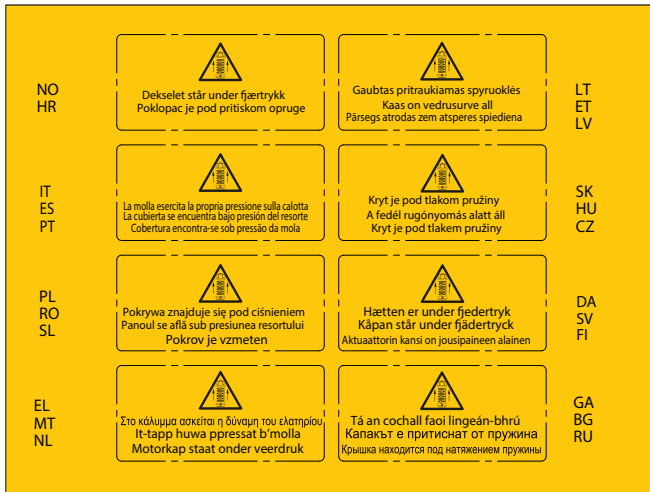 NO
HR
Dekselet står under fjærtrykk
Poklopac je pod pritiskom opruge
Gaubtas pritraukiamas spyruoklės
Kaas on vedrusurve all
Pārsegs atrodas zem atsperes spiediena
LT
ET
LV
IT
ES
PT
La molla esercita la propria pressione sulla calotta
La cubierta se encuentra bajo presión del resorte
Cobertura encontra-se sob pressão da mola
Kryt je pod tlakom pružiny
A fedél rugónyomás alatt áll
Kryt je pod tlakem pružiny
SK
HU
CZ
PL
RO
SL
Pokrywa znajduje się pod ciśnieniem
Panoul se află sub presiunea resortului
Pokrov je vzmeten
Hætten er under fjedertryk
Kåpan står under fjädertryck
Aktuaattorin kansi on jousipaineen alainen
DA
SV
FI
EL
MT
NL
Στο κάλυμμα ασκείται η δύναμη του ελατηρίου
It-tapp huwa ppressat b'molla
Motorkap staat onder veerdruk
Tá an cochall faoi lingeán-bhrú
Капакът е притиснат от пружина
Крышка находится под натяжением пружины
GA
BG
RU